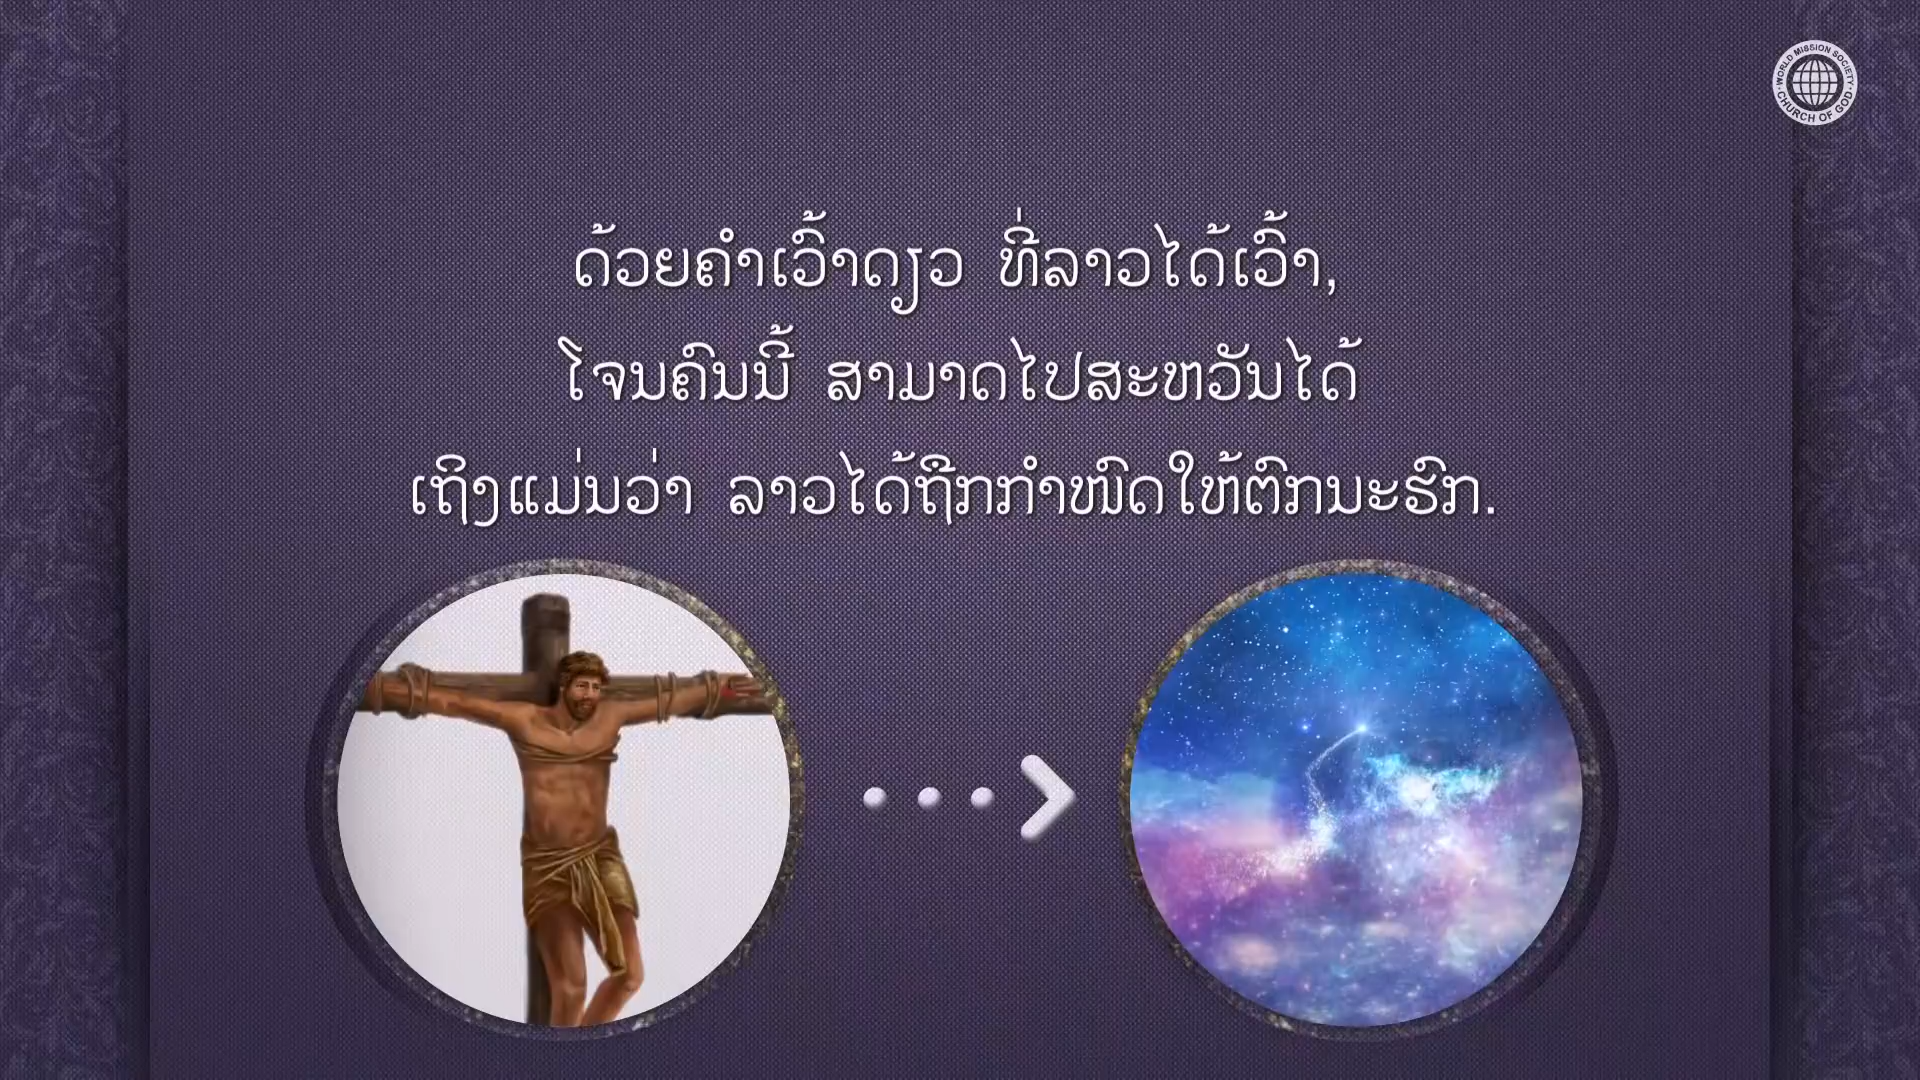 WORLD MISSION SOCIETY
CHURCH OF GOD
ດ້ວຍຄຳເວົ້າດຽວ ທີ່ລາວໄດ້ເວົ້າ,
ໂຈນຄົນນີ້ ສາມາດໄປສະຫວັນໄດ້
ເຖິງແມ່ນວ່າ ລາວໄດ້ຖືກກຳໜົດໃຫ້ຕົກນະຮົກ.